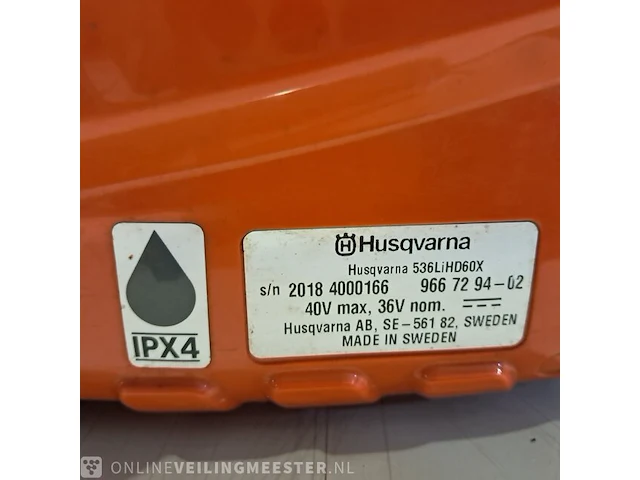 Husqvarna
Husqvarna 536LiHD60X
s/n 2018 4000166 966 72 94-02
40V max, 36V nom.
Husqvarna AB, SE-561 82, SWEDEN
MADE IN SWEDEN
IPX4
ONLINEVEILINGMEESTER.NL